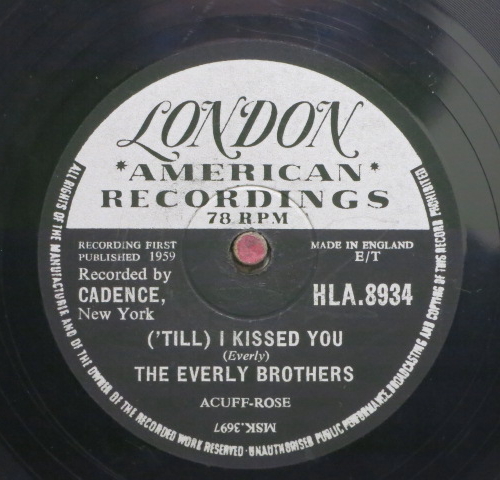 LONDON
*AMERICAN*
RECORDINGS
78 RPM
RECORDING FIRST
PUBLISHED 1959
MADE IN ENGLAND
E/T
Recorded by
CADENCE,
New York
HLA.8934
('TILL) I KISSED YOU
(Everly)
THE EVERLY BROTHERS
ACUFF-ROSE
MSK.3697
ALL RIGHTS OF THE MANUFACTURER AND OF THE OWNER OF THE RECORDED WORK RESERVED·UNAUTHORISED PUBLIC PERFORMANCE, BROADCASTING AND COPYING OF THIS RECORD PROHIBITED